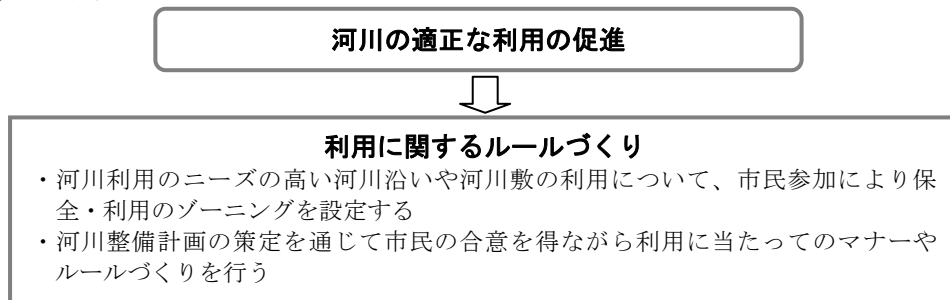 河川の適正な利用の促進
利用に関するルールづくり
・河川利用のニーズの高い河川沿いや河川敷の利用について、市民参加により保
全・利用のゾーニングを設定する
・河川整備計画の策定を通じて市民の合意を得ながら利用に当たってのマナーや
ルールづくりを行う